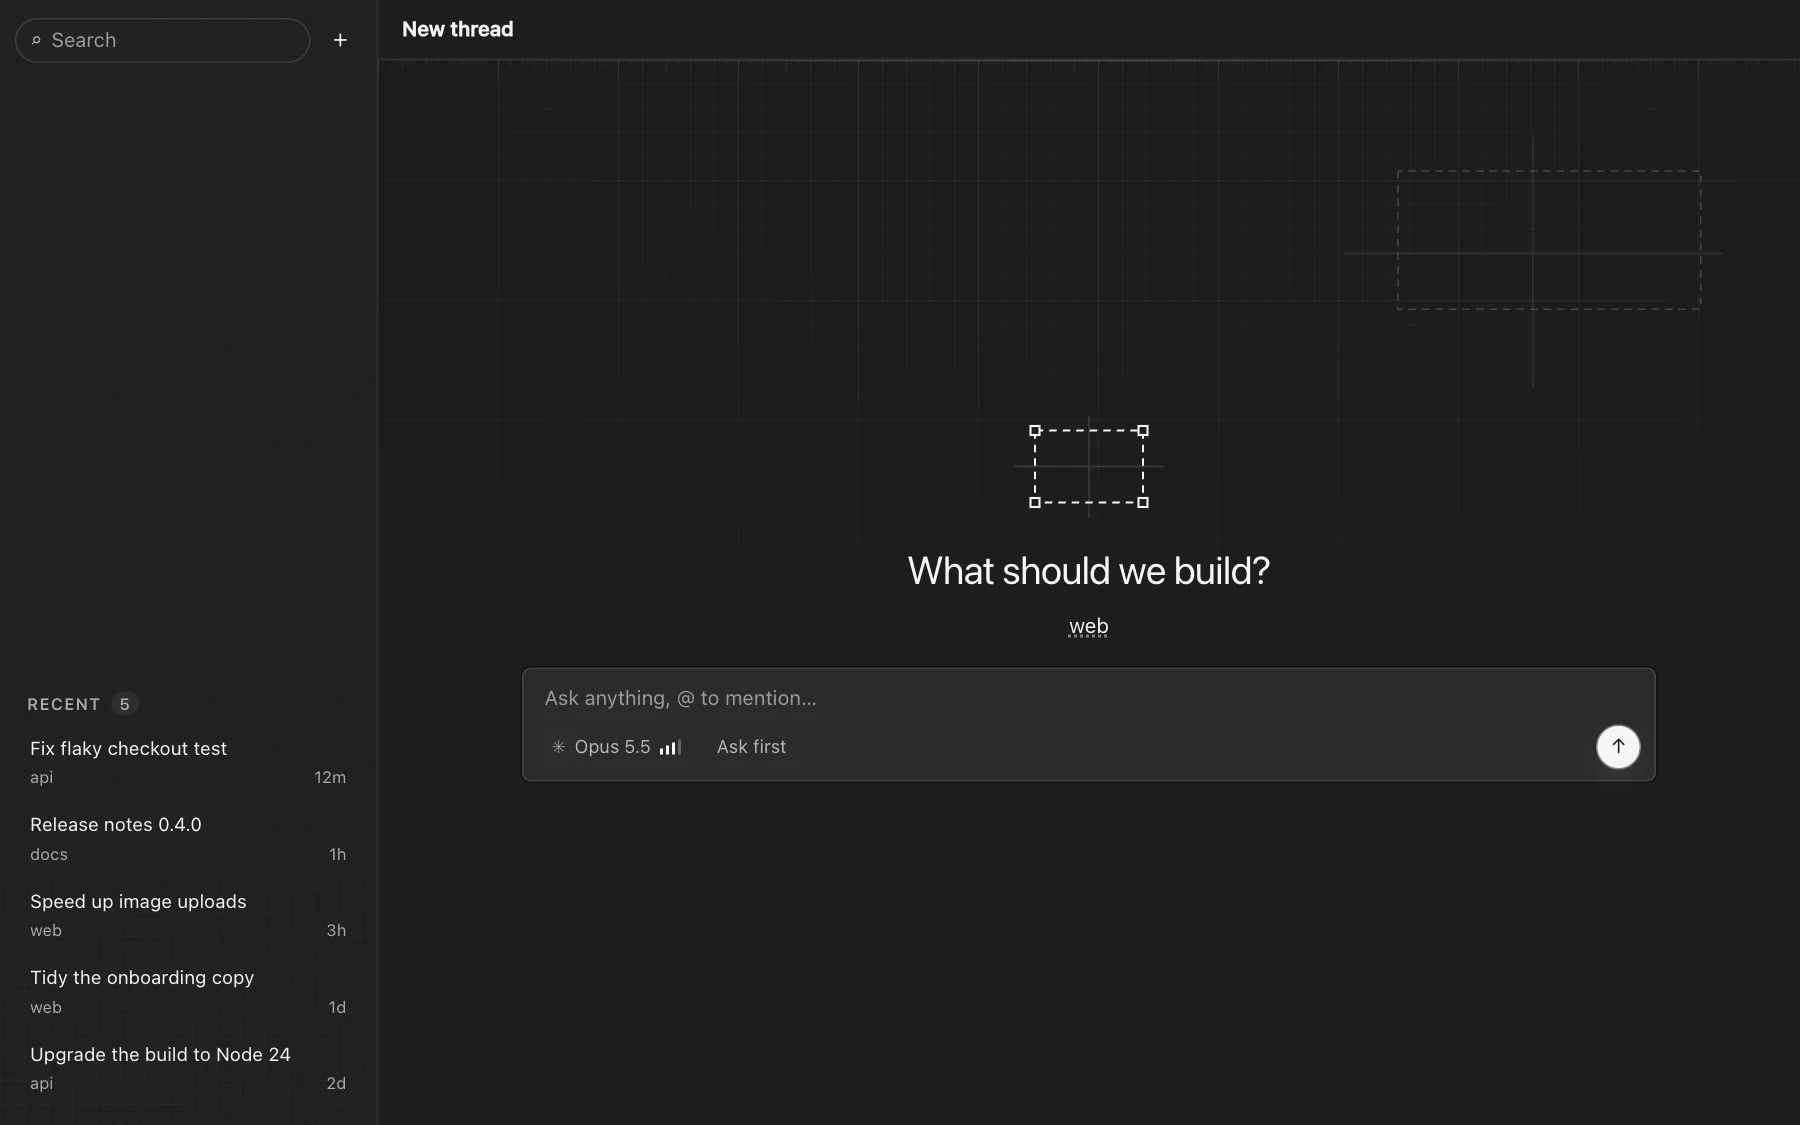 Search
+
New thread
What should we build?
web
Ask anything, @ to mention...
Opus 5.5
Ask first
RECENT 5
Fix flaky checkout test
api 12m
Release notes 0.4.0
docs 1h
Speed up image uploads
web 3h
Tidy the onboarding copy
web 1d
Upgrade the build to Node 24
api 2d